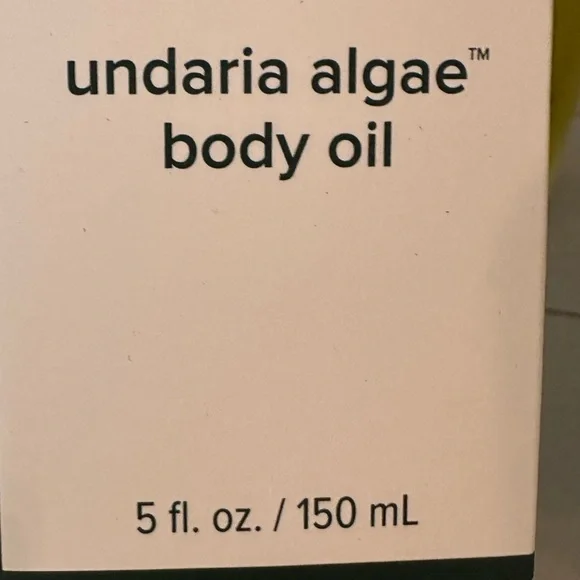 undaria algae™
body oil
5 fl. oz. / 150 mL